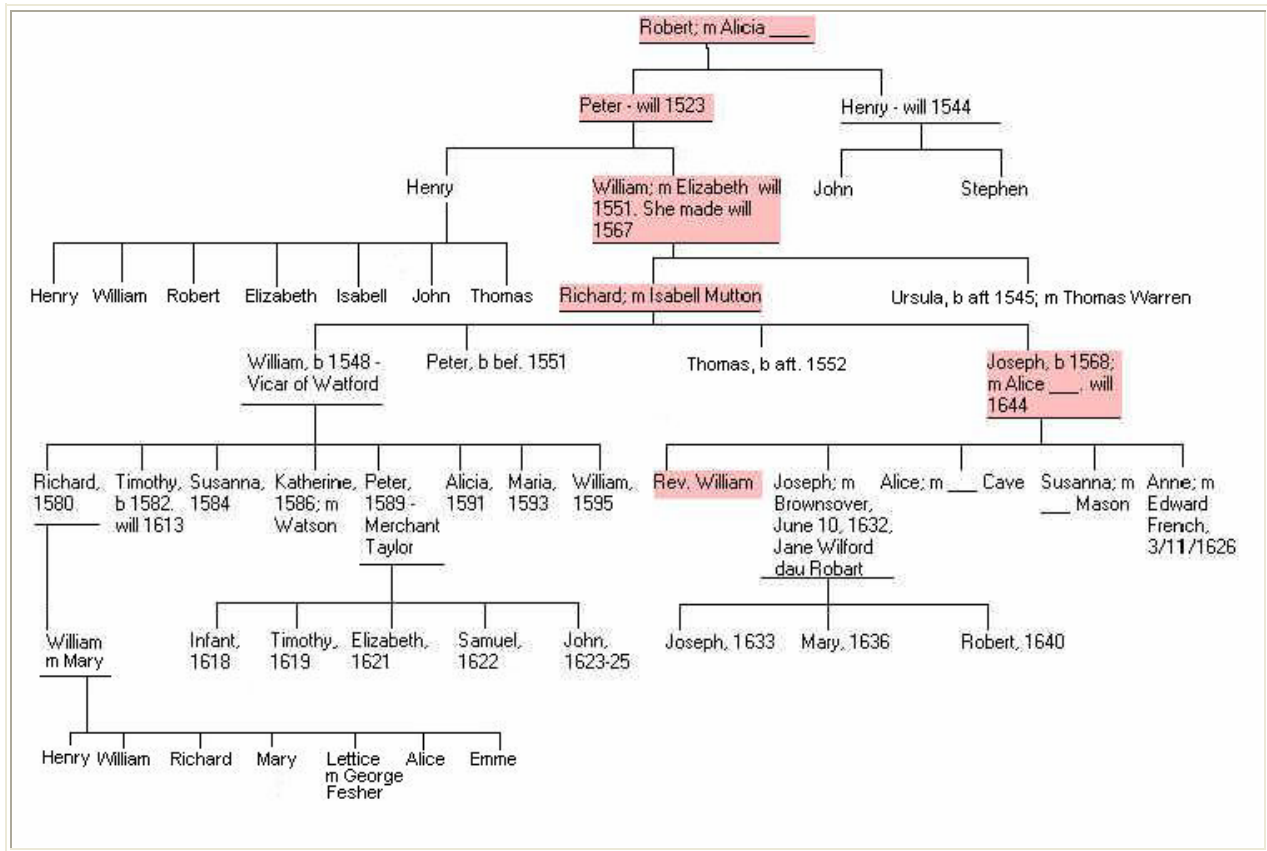 Robert; m Alicia ____
Peter - will 1523
Henry - will 1544
Henry
William; m Elizabeth will
1551. She made will
1567
John
Stephen
Henry
William
Robert
Elizabeth
Isabell
John
Thomas
Richard; m Isabell Mutton
Ursula, b aft 1545; m Thomas Warren
William, b 1548 -
Vicar of Watford
Peter, b bef. 1551
Thomas, b aft. 1552
Joseph, b 1568;
m Alice ___. will
1644
Richard,
1580
Timothy,
b 1582.
will 1613
Susanna,
1584
Katherine,
1586; m
Watson
Peter,
1589 -
Merchant
Taylor
Alicia,
1591
Maria,
1593
William,
1595
Rev. William
Joseph; m
Brownsover,
June 10, 1632,
Jane Wilford
dau Robart
Alice; m ___ Cave
Susanna; m
___ Mason
Anne; m
Edward
French,
3/11/1626
William
m Mary
Infant,
1618
Timothy,
1619
Elizabeth,
1621
Samuel,
1622
John,
1623-25
Joseph, 1633
Mary, 1636
Robert, 1640
Henry
William
Richard
Mary
Lettice
m George
Fesher
Alice
Emme